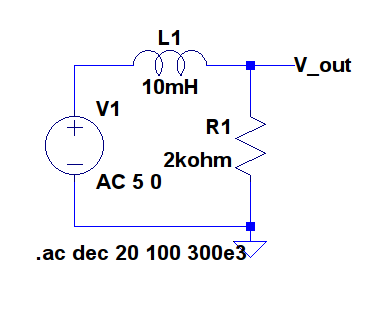 L1
10mH
V_out
V1
R1
2kohm
AC 5 0
.ac dec 20 100 300e3